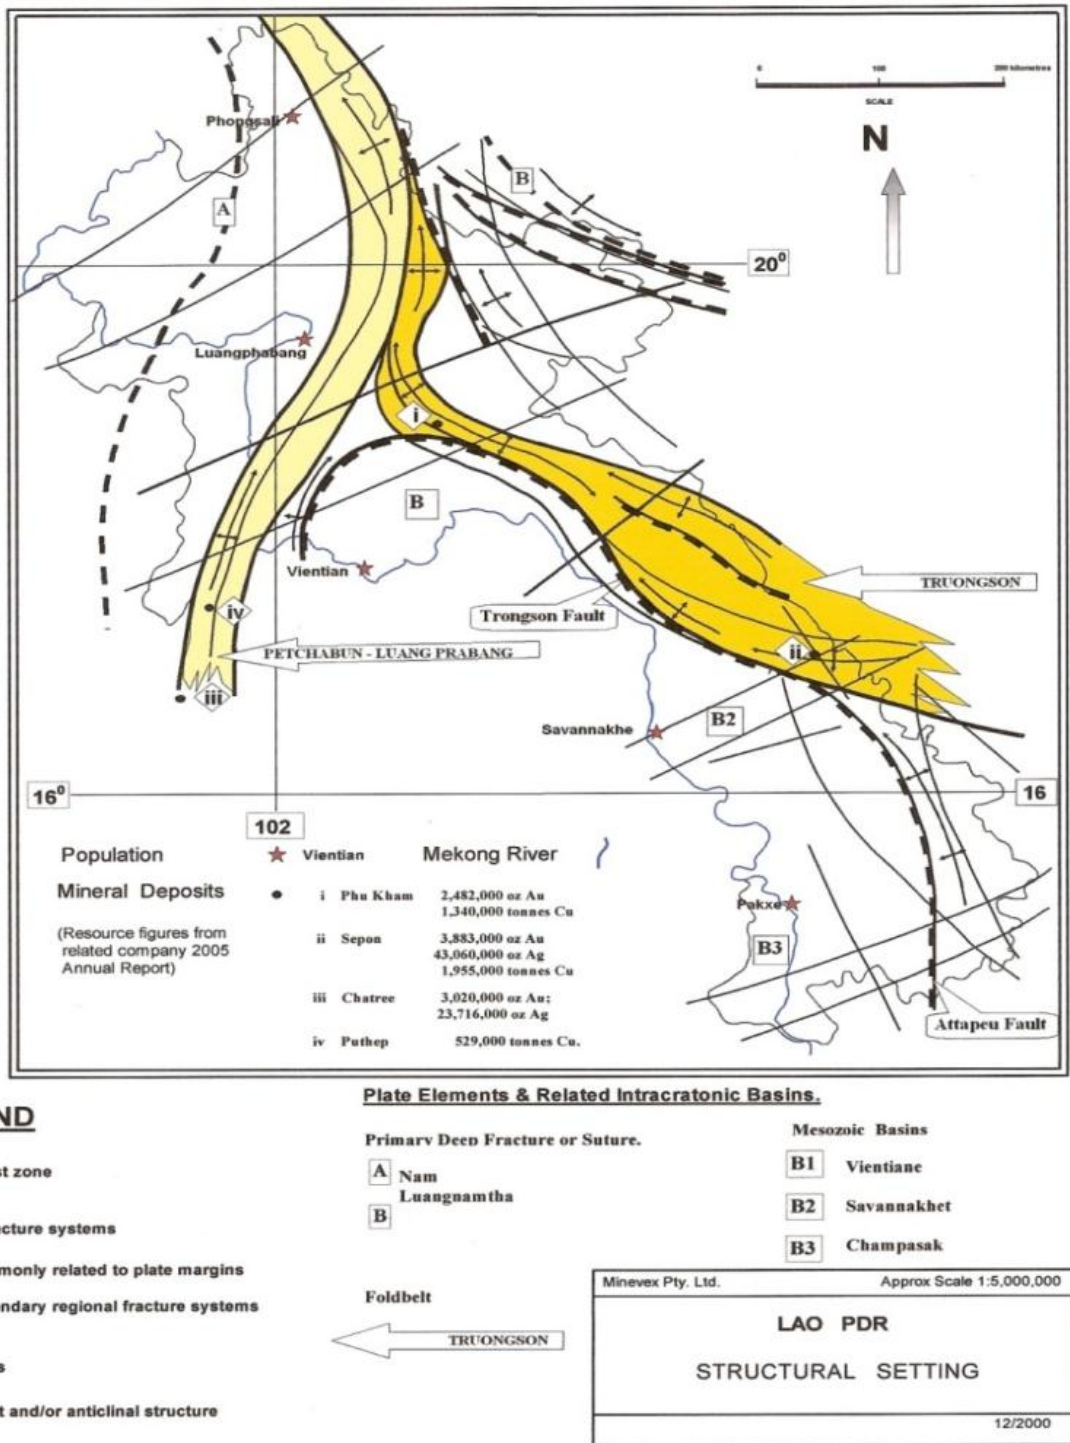 0 100 200 kilometres
SCALE
N
Phongsali
A
B
20⁰
Luangphabang
i
B
Vientian
TRUONGSON
Trongson Fault
iv
ii
PETCHABUN - LUANG PRABANG
iii
Savannakhe
B2
16⁰
16
102
Pakxe
B3
Attapeu Fault
Population ★ Vientian Mekong River
Mineral Deposits ● i Phu Kham 2,482,000 oz Au
1,340,000 tonnes Cu
(Resource figures from
related company 2005
Annual Report)
ii Sepon 3,883,000 oz Au
43,060,000 oz Ag
1,955,000 tonnes Cu
iii Chatree 3,020,000 oz Au;
23,716,000 oz Ag
iv Puthep 529,000 tonnes Cu.
ND
t zone
cture systems
monly related to plate margins
ndary regional fracture systems
s
t and/or anticlinal structure
Plate Elements & Related Intracratonic Basins.
Primary Deep Fracture or Suture.
A Nam
Luangnamtha
B
Foldbelt
TRUONGSON
Mesozoic Basins
B1 Vientiane
B2 Savannakhet
B3 Champasak
Minevex Pty. Ltd. Approx Scale 1:5,000,000
LAO PDR
STRUCTURAL SETTING
12/2000